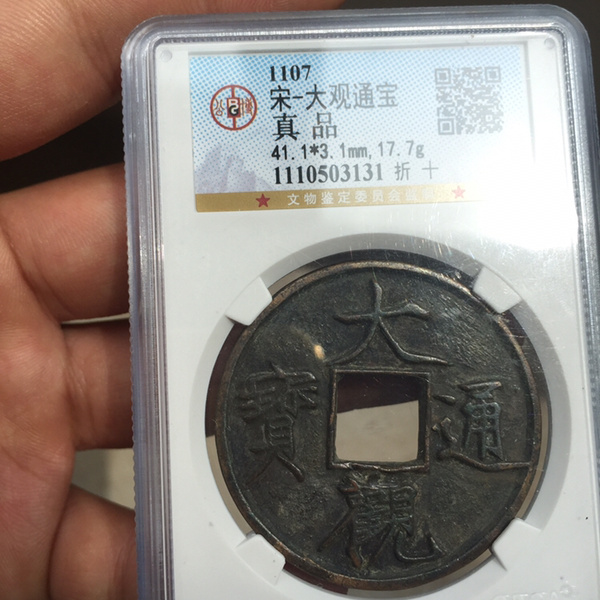 1107
宋-大观通宝
真品
41.1*3.1mm,17.7g
1110503131 折十
文物鉴定委员会
大
寶 通
觀